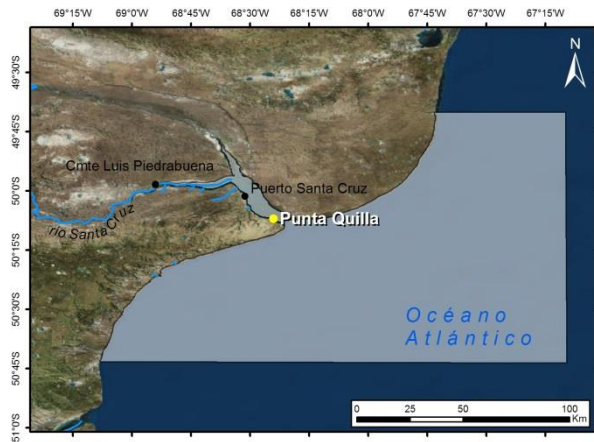 69°15'W 69°0'W 68°45'W 68°30'W 68°15'W 68°0'W 67°45'W 67°30'W 67°15'W
N
49°30'S
49°45'S
50°0'S
50°15'S
50°30'S
50°45'S
51°0'S
Cmte Luis Piedrabuena
Puerto Santa Cruz
río Santa Cruz
Punta Quilla
Océano
Atlántico
0 25 50 100
Km